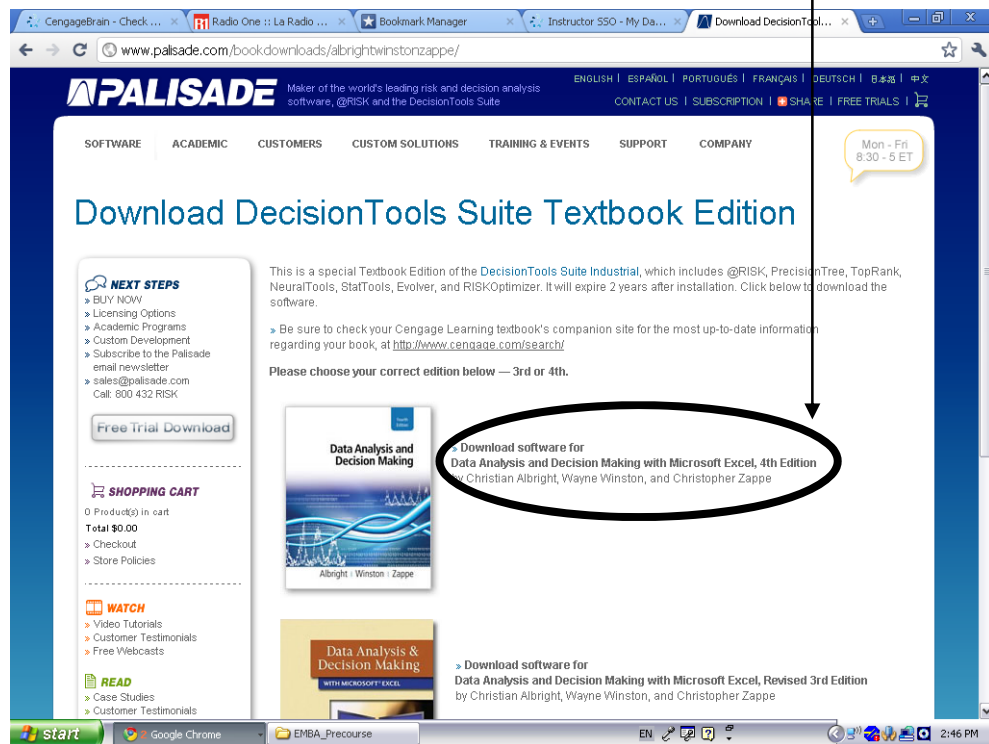 CengageBrain - Check ...
Radio One :: La Radio ...
Bookmark Manager
Instructor SSO - My Da...
Download DecisionTool...
www.palisade.com/bookdownloads/albrightwinstonzappe/
PALISADE
Maker of the world's leading risk and decision analysis
software, @RISK and the DecisionTools Suite
ENGLISH | ESPAÑOL | PORTUGUÉS | FRANÇAIS | DEUTSCH | 日本語 | 中文
CONTACT US | SUBSCRIPTION | SHARE | FREE TRIALS |
SOFTWARE ACADEMIC CUSTOMERS CUSTOM SOLUTIONS TRAINING & EVENTS SUPPORT COMPANY
Mon - Fri
8:30 - 5 ET
Download DecisionTools Suite Textbook Edition
NEXT STEPS
» BUY NOW
» Licensing Options
» Academic Programs
» Custom Development
» Subscribe to the Palisade
email newsletter
» sales@palisade.com
Call: 800 432 RISK
Free Trial Download
SHOPPING CART
0 Product(s) in cart
Total $0.00
» Checkout
» Store Policies
WATCH
» Video Tutorials
» Customer Testimonials
» Free Webcasts
READ
» Case Studies
» Customer Testimonials
This is a special Textbook Edition of the DecisionTools Suite Industrial, which includes @RISK, PrecisionTree, TopRank,
NeuralTools, StatTools, Evolver, and RISKOptimizer. It will expire 2 years after installation. Click below to download the
software.
» Be sure to check your Cengage Learning textbook's companion site for the most up-to-date information
regarding your book, at http://www.cengage.com/search/
Please choose your correct edition below — 3rd or 4th.
Fourth
Edition
Data Analysis and
Decision Making
Albright | Winston | Zappe
» Download software for
Data Analysis and Decision Making with Microsoft Excel, 4th Edition
by Christian Albright, Wayne Winston, and Christopher Zappe
Data Analysis &
Decision Making
WITH MICROSOFT® EXCEL
» Download software for
Data Analysis and Decision Making with Microsoft Excel, Revised 3rd Edition
by Christian Albright, Wayne Winston, and Christopher Zappe
start
2 Google Chrome
EMBA_Precourse
EN
2:46 PM